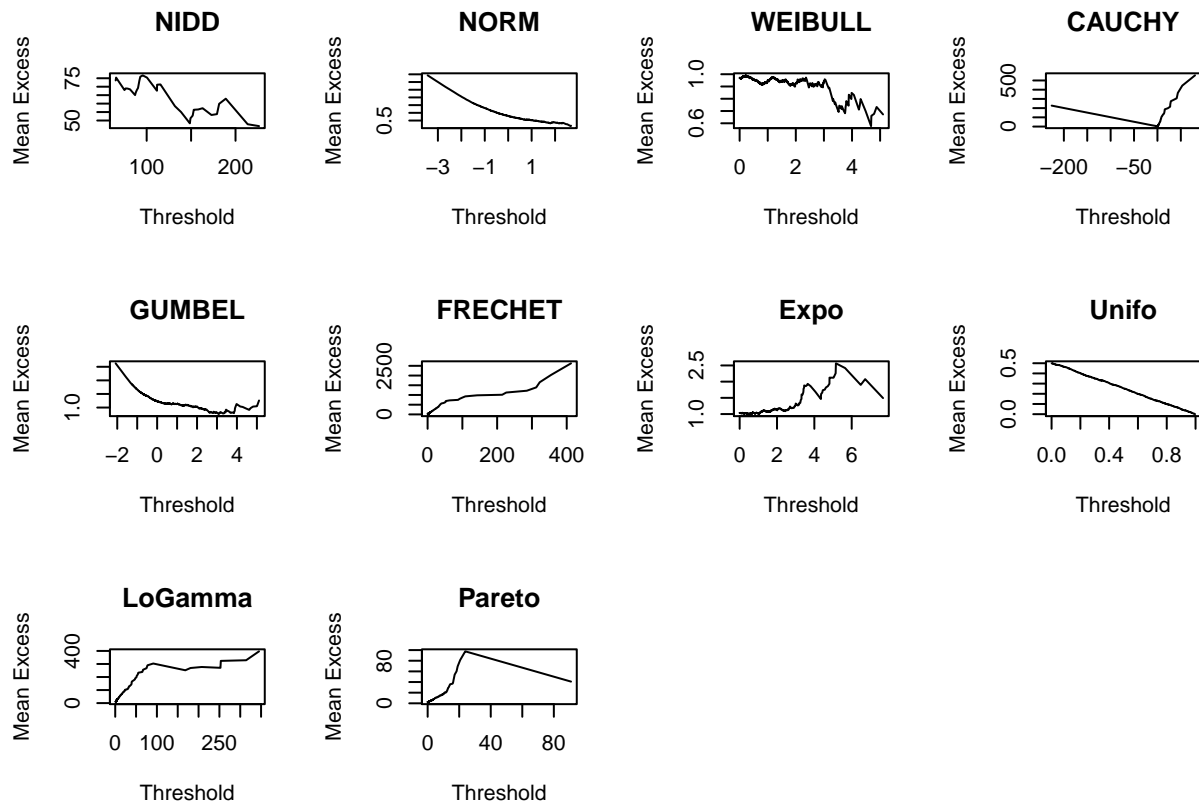 NIDD
Mean Excess
50 75
100 200
Threshold
NORM
Mean Excess
0.5
−3 −1 1
Threshold
WEIBULL
Mean Excess
0.6 1.0
0 2 4
Threshold
CAUCHY
Mean Excess
0 500
−200 −50
Threshold
GUMBEL
Mean Excess
1.0
−2 0 2 4
Threshold
FRECHET
Mean Excess
0 2500
0 200 400
Threshold
Expo
Mean Excess
1.0 2.5
0 2 4 6
Threshold
Unifo
Mean Excess
0.0 0.5
0.0 0.4 0.8
Threshold
LoGamma
Mean Excess
0 400
0 100 250
Threshold
Pareto
Mean Excess
0 80
0 40 80
Threshold